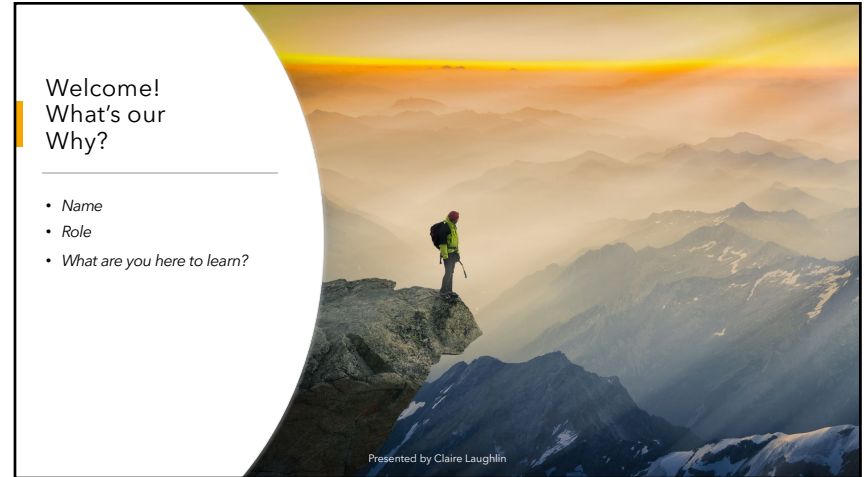 Welcome!
What's our
Why?
• Name
• Role
• What are you here to learn?
Presented by Claire Laughlin